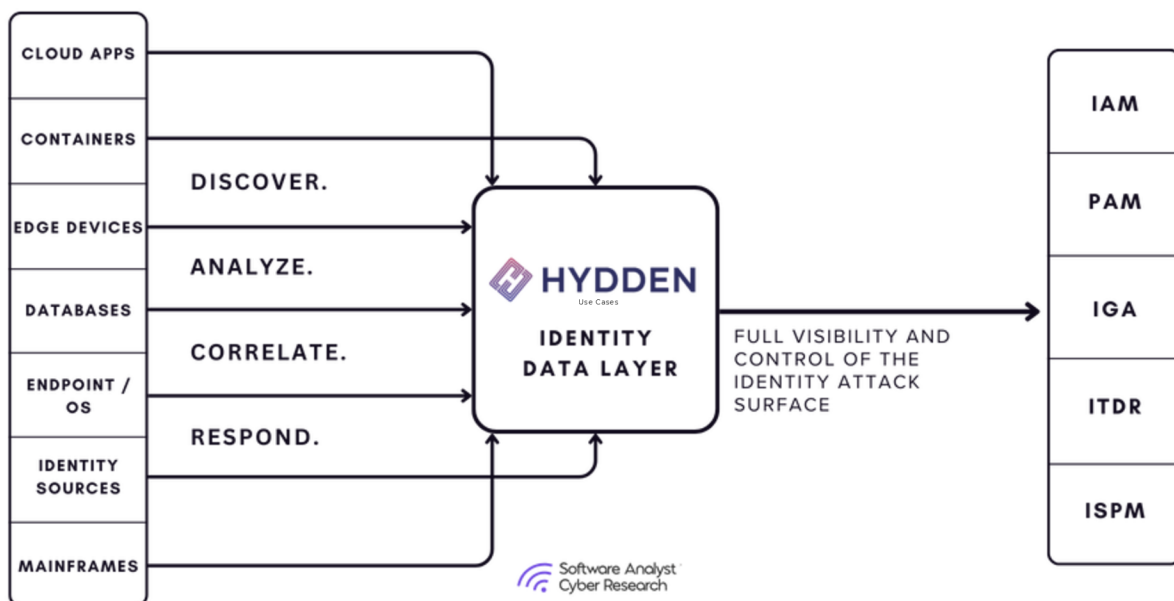 CLOUD APPS
CONTAINERS
EDGE DEVICES
DATABASES
ENDPOINT /
OS
IDENTITY
SOURCES
MAINFRAMES
DISCOVER.
ANALYZE.
CORRELATE.
RESPOND.
HYDDEN
Use Cases
IDENTITY
DATA LAYER
FULL VISIBILITY AND
CONTROL OF THE
IDENTITY ATTACK
SURFACE
IAM
PAM
IGA
ITDR
ISPM
Software Analyst
Cyber Research